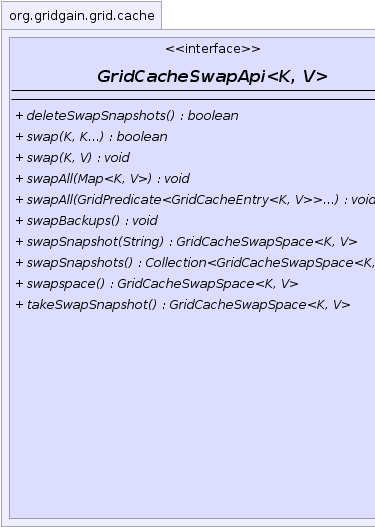 org.gridgain.grid.cache
<<interface>>
GridCacheSwapApi<K, V>
+ deleteSwapSnapshots() : boolean
+ swap(K, K...) : boolean
+ swap(K, V) : void
+ swapAll(Map<K, V>) : void
+ swapAll(GridPredicate<GridCacheEntry<K, V>>...) : void
+ swapBackups() : void
+ swapSnapshot(String) : GridCacheSwapSpace<K, V>
+ swapSnapshots() : Collection<GridCacheSwapSpace<K,
+ swapspace() : GridCacheSwapSpace<K, V>
+ takeSwapSnapshot() : GridCacheSwapSpace<K, V>